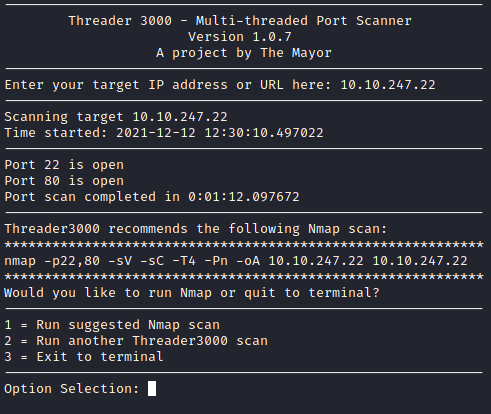 Threader 3000 - Multi-threaded Port Scanner
Version 1.0.7
A project by The Mayor
Enter your target IP address or URL here: 10.10.247.22
Scanning target 10.10.247.22
Time started: 2021-12-12 12:30:10.497022
Port 22 is open
Port 80 is open
Port scan completed in 0:01:12.097672
Threader3000 recommends the following Nmap scan:
************************************************************
nmap -p22,80 -sV -sC -T4 -Pn -oA 10.10.247.22 10.10.247.22
************************************************************
Would you like to run Nmap or quit to terminal?
1 = Run suggested Nmap scan
2 = Run another Threader3000 scan
3 = Exit to terminal
Option Selection: